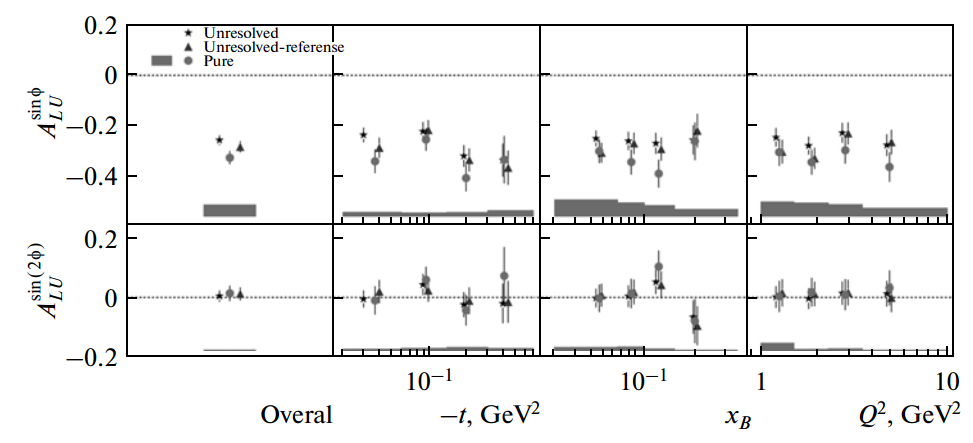 0.2
Unresolved
Unresolved-referense
Pure
0
−0.2
−0.4
A_{LU}^{sin ϕ}
0.2
0
−0.2
A_{LU}^{sin (2ϕ)}
10^{−1} 10^{−1} 1 10
Overal −t, GeV^2 x_B Q^2, GeV^2